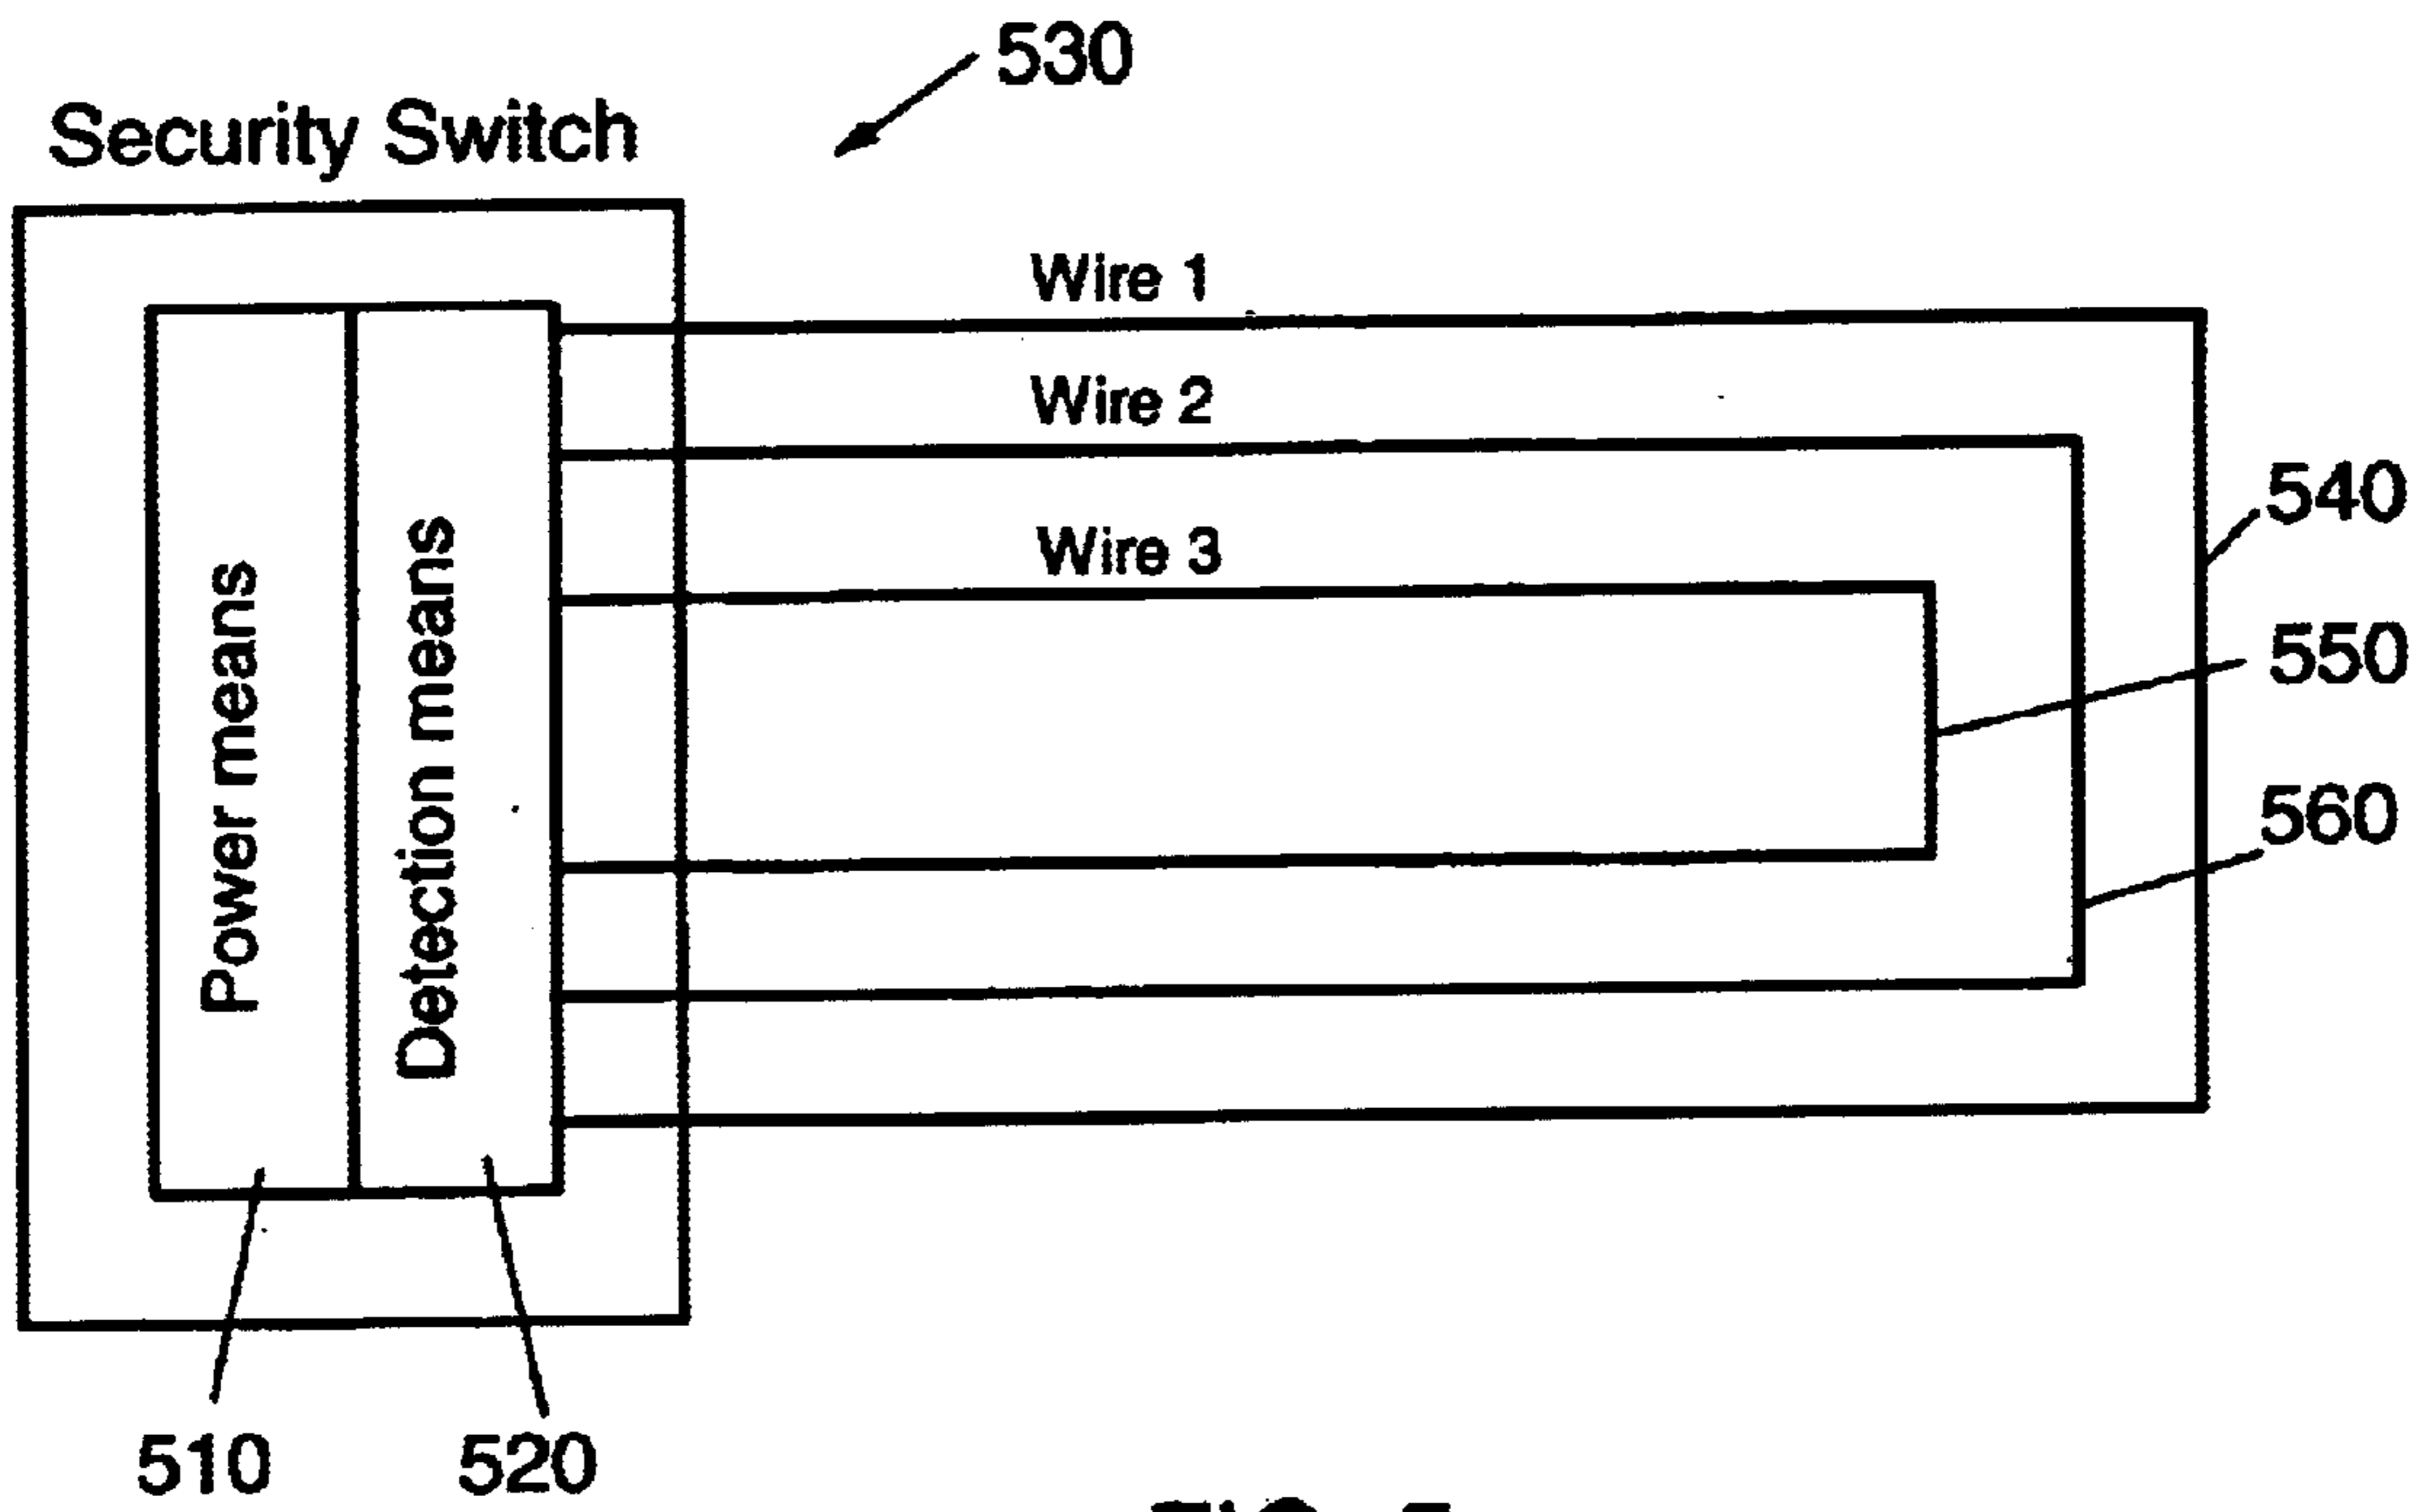 530
Security Switch
Wire 1
Wire 2
540
Wire 3
550
560
Power means
Detection means
510
520